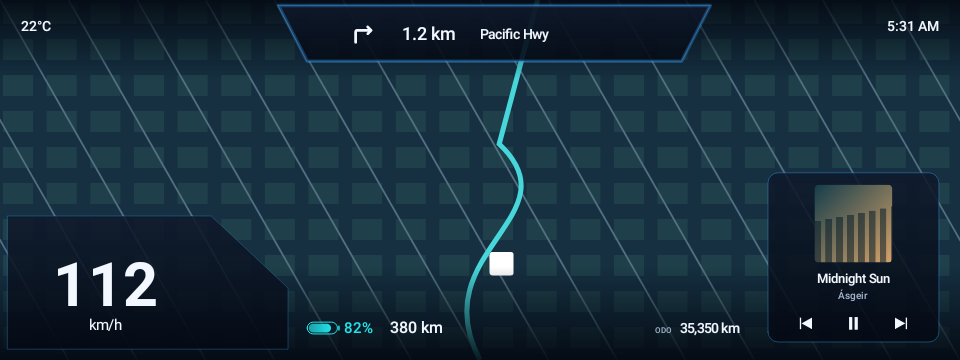 22°C
1.2 km
Pacific Hwy
5:31 AM
112
km/h
82%
380 km
ODO 35,350 km
Midnight Sun
Ásgeir